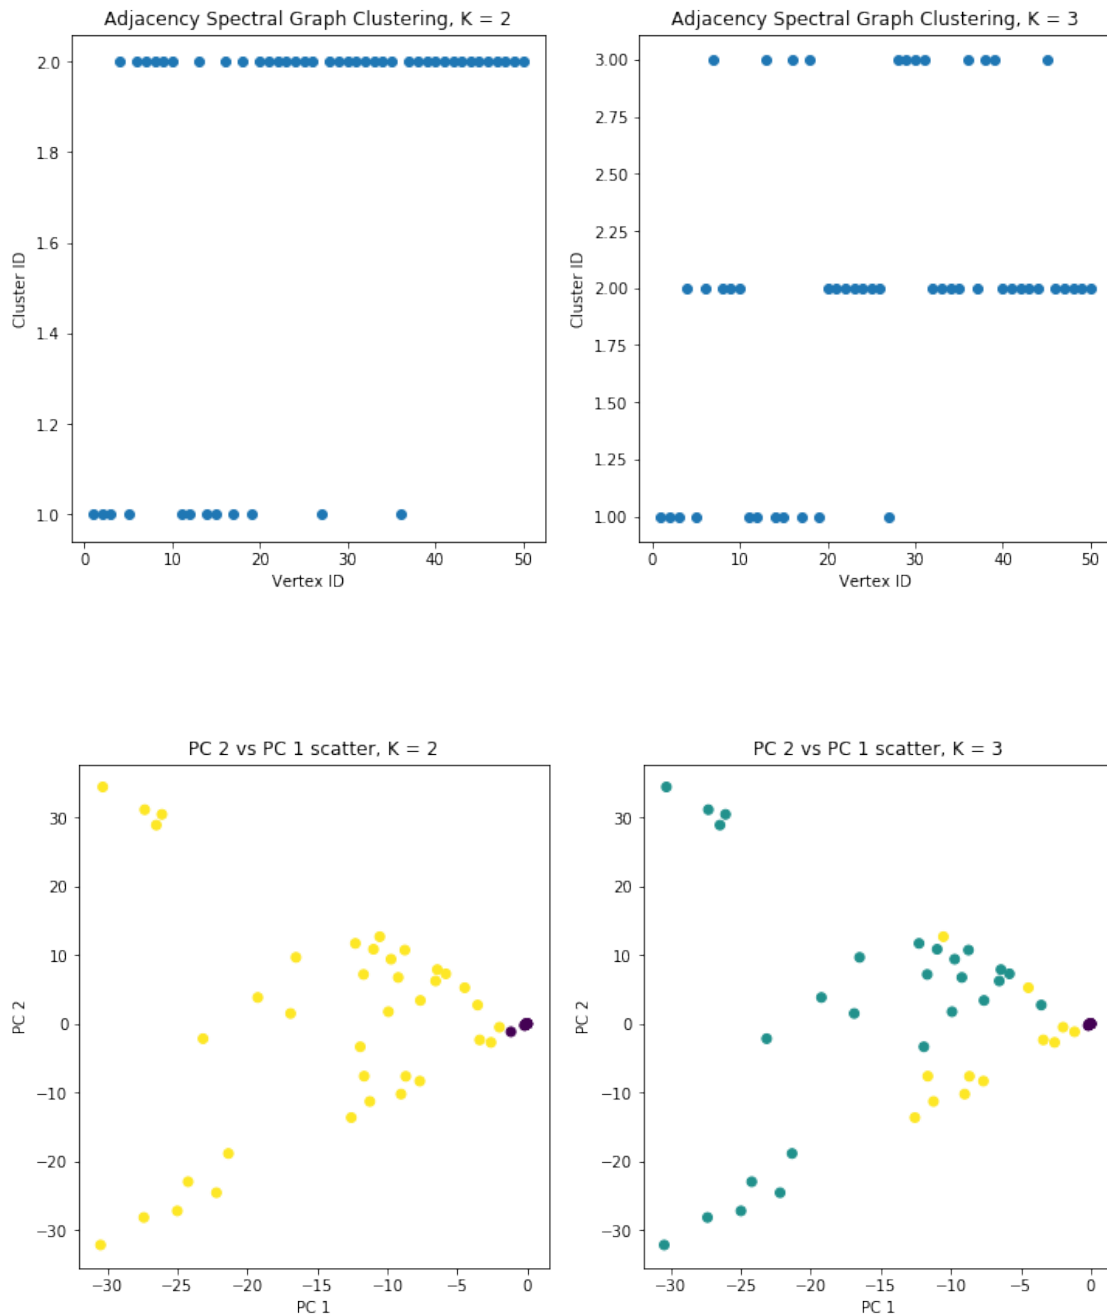 Adjacency Spectral Graph Clustering, K = 2
2.0
1.8
1.6
1.4
1.2
1.0
Cluster ID
0 10 20 30 40 50
Vertex ID
Adjacency Spectral Graph Clustering, K = 3
3.00
2.75
2.50
2.25
2.00
1.75
1.50
1.25
1.00
Cluster ID
0 10 20 30 40 50
Vertex ID
PC 2 vs PC 1 scatter, K = 2
30
20
10
0
−10
−20
−30
PC 2
−30 −25 −20 −15 −10 −5 0
PC 1
PC 2 vs PC 1 scatter, K = 3
30
20
10
0
−10
−20
−30
PC 2
−30 −25 −20 −15 −10 −5 0
PC 1